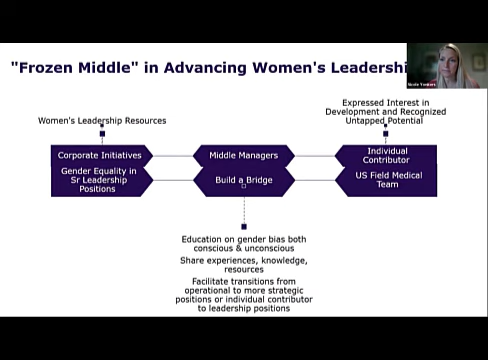 "Frozen Middle" in Advancing Women's Leadershi
Expressed Interest in
Development and Recognized
Untapped Potential
Women's Leadership Resources
Corporate Initiatives
Middle Managers
Individual
Contributor
Gender Equality in
Sr Leadership
Positions
Build a Bridge
US Field Medical
Team
Education on gender bias both
conscious & unconscious
Share experiences, knowledge,
resources
Facilitate transitions from
operational to more strategic
positions or individual contributor
to leadership positions